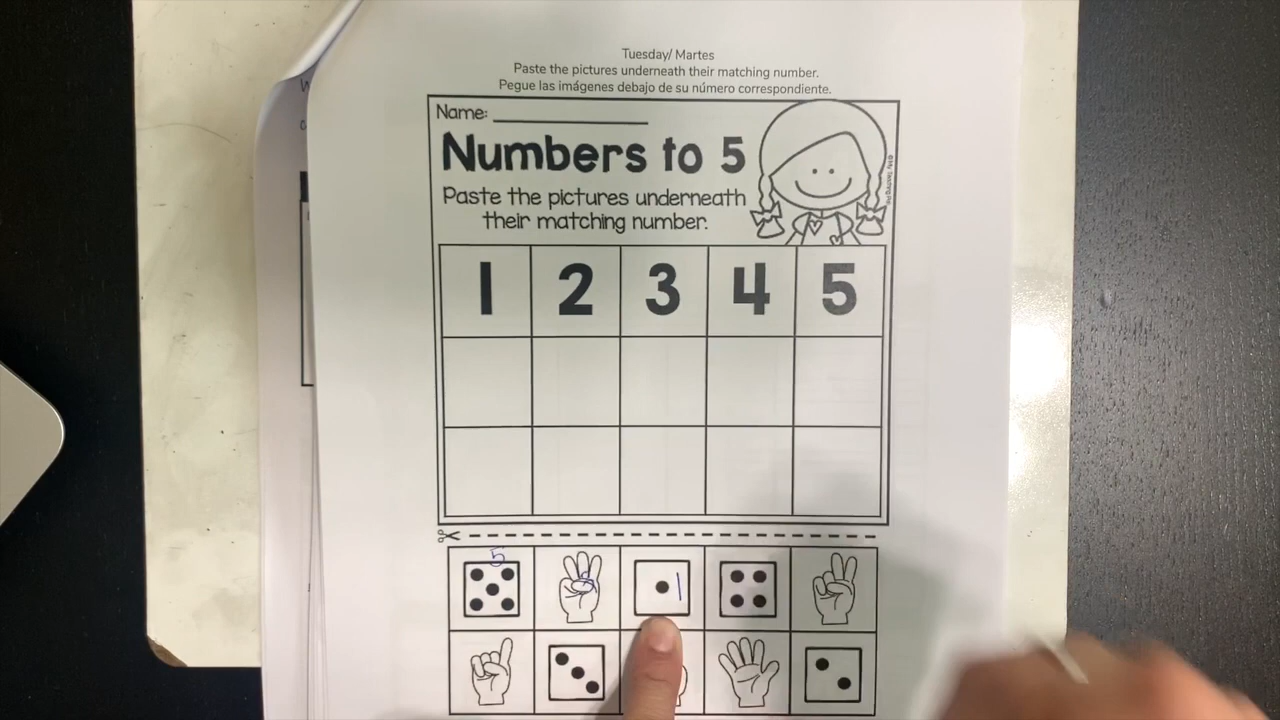 Tuesday/ Martes
Paste the pictures underneath their matching number.
Pegue las imágenes debajo de su número correspondiente.
Name:
Numbers to 5
Paste the pictures underneath
their matching number.
1 2 3 4 5
5
1